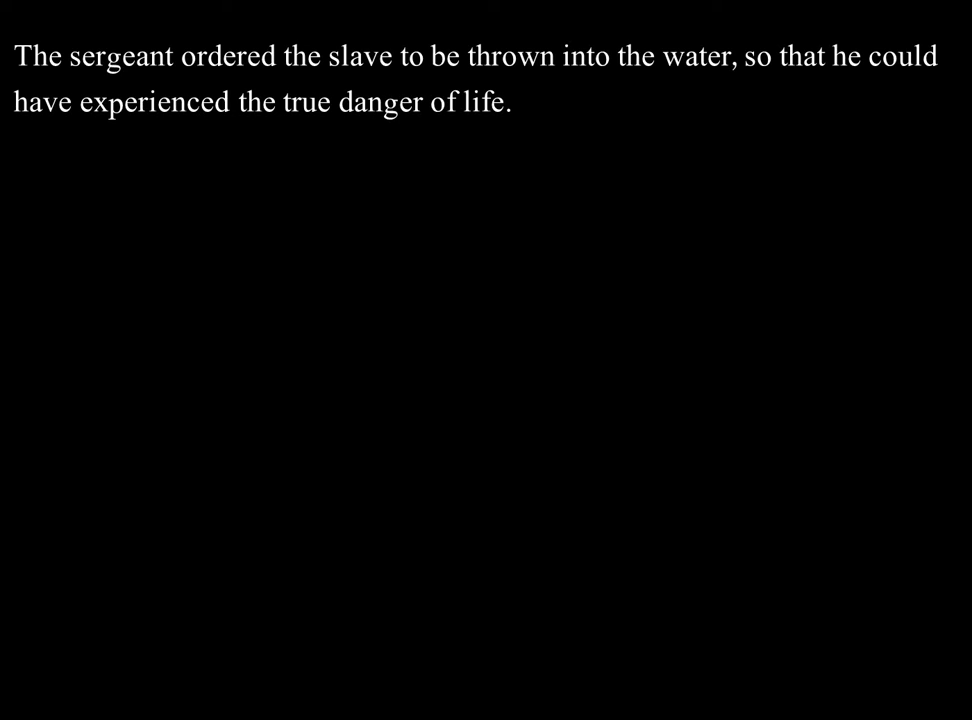 The sergeant ordered the slave to be thrown into the water, so that he could
have experienced the true danger of life.